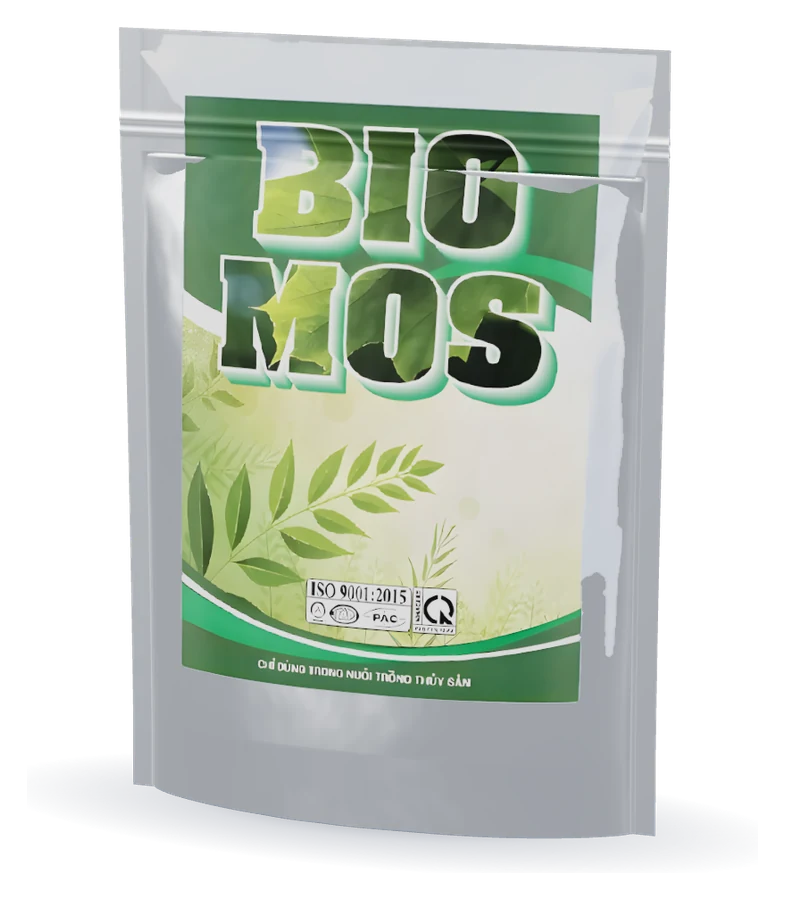 BIO
MOS
ISO 9001:2015
PAC
CHỈ DÙNG TRONG NUÔI TRỒNG THỦY SẢN